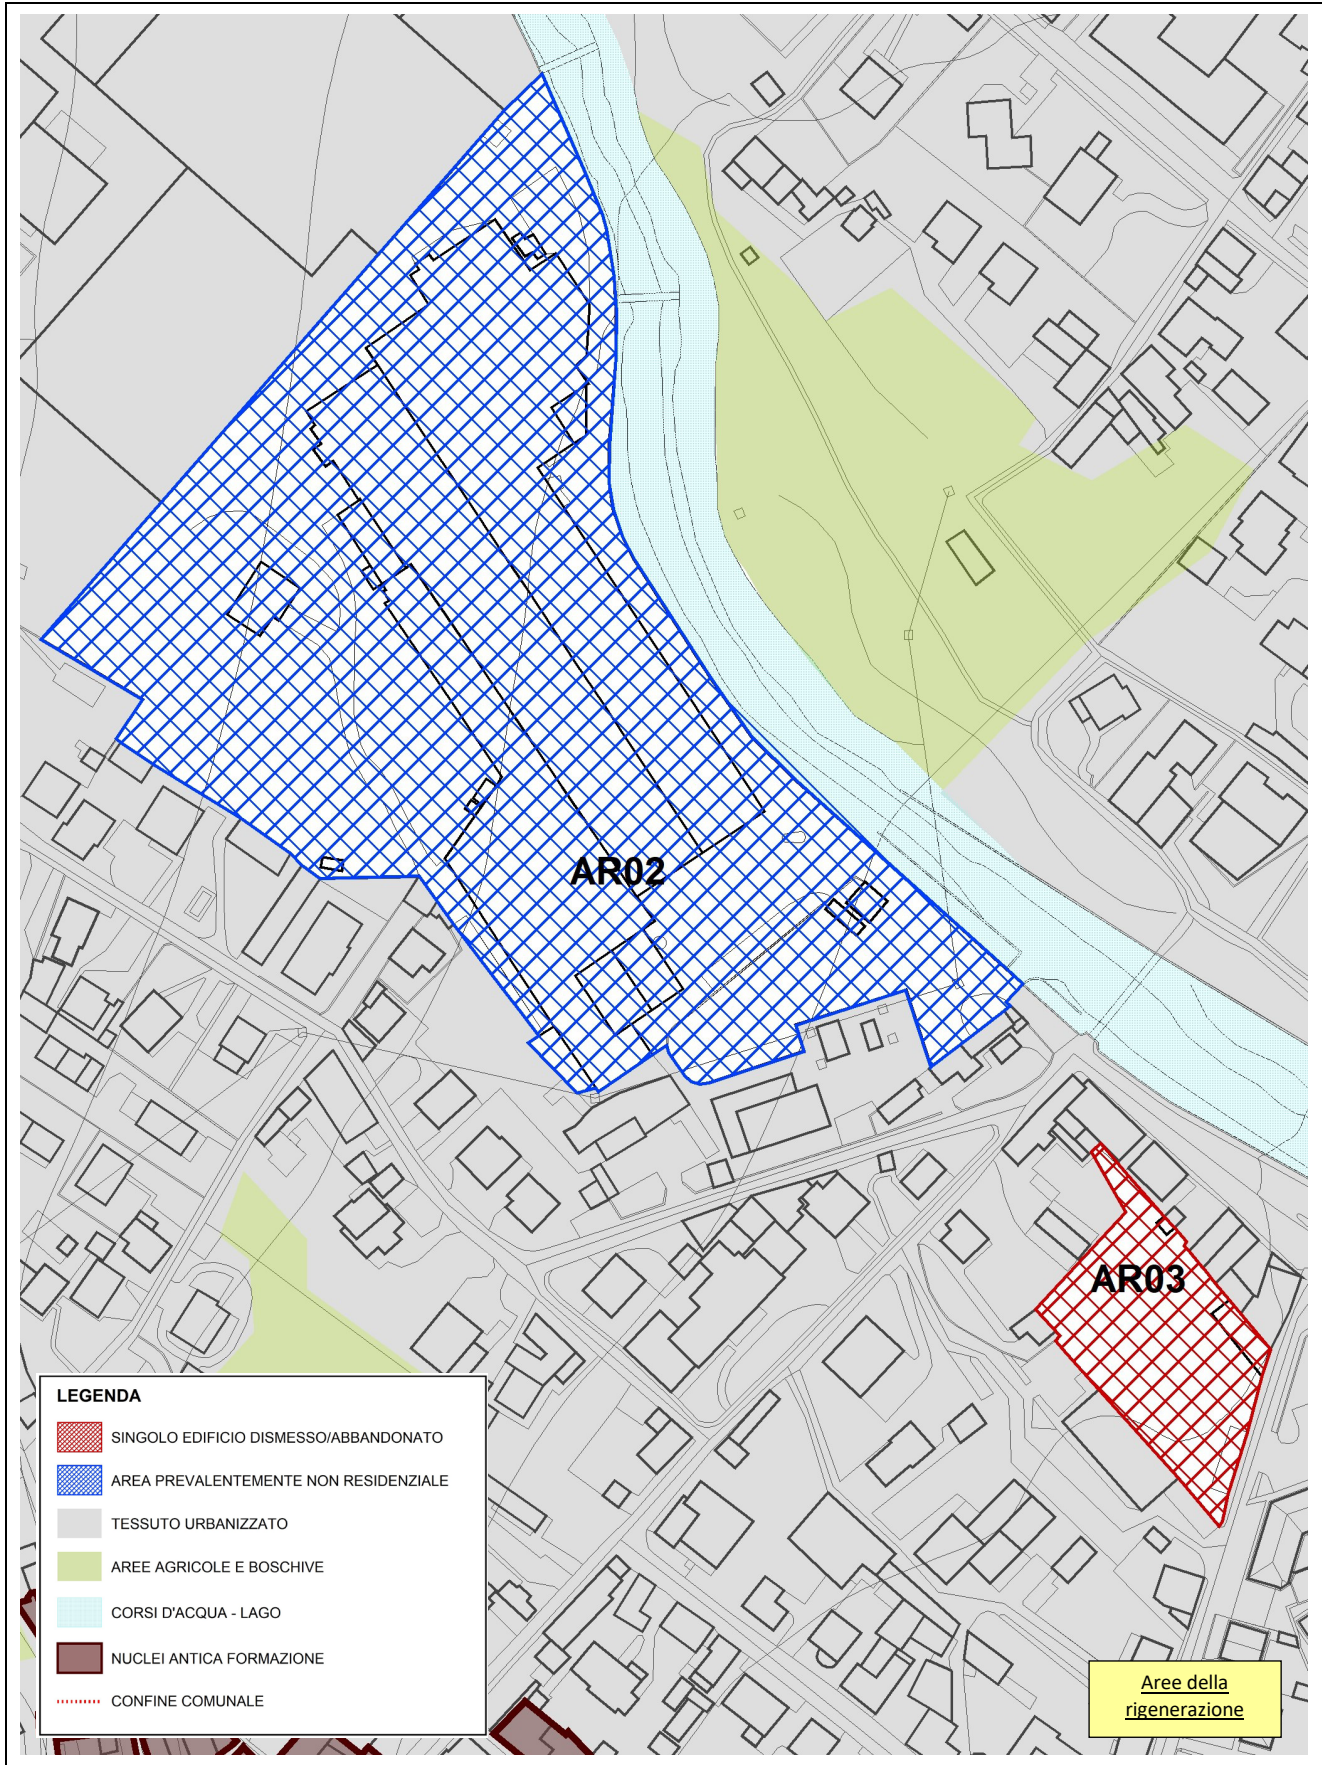 AR02
AR03
LEGENDA
SINGOLO EDIFICIO DISMESSO/ABBANDONATO
AREA PREVALENTEMENTE NON RESIDENZIALE
TESSUTO URBANIZZATO
AREE AGRICOLE E BOSCHIVE
CORSI D'ACQUA - LAGO
NUCLEI ANTICA FORMAZIONE
CONFINE COMUNALE
Aree della
rigenerazione